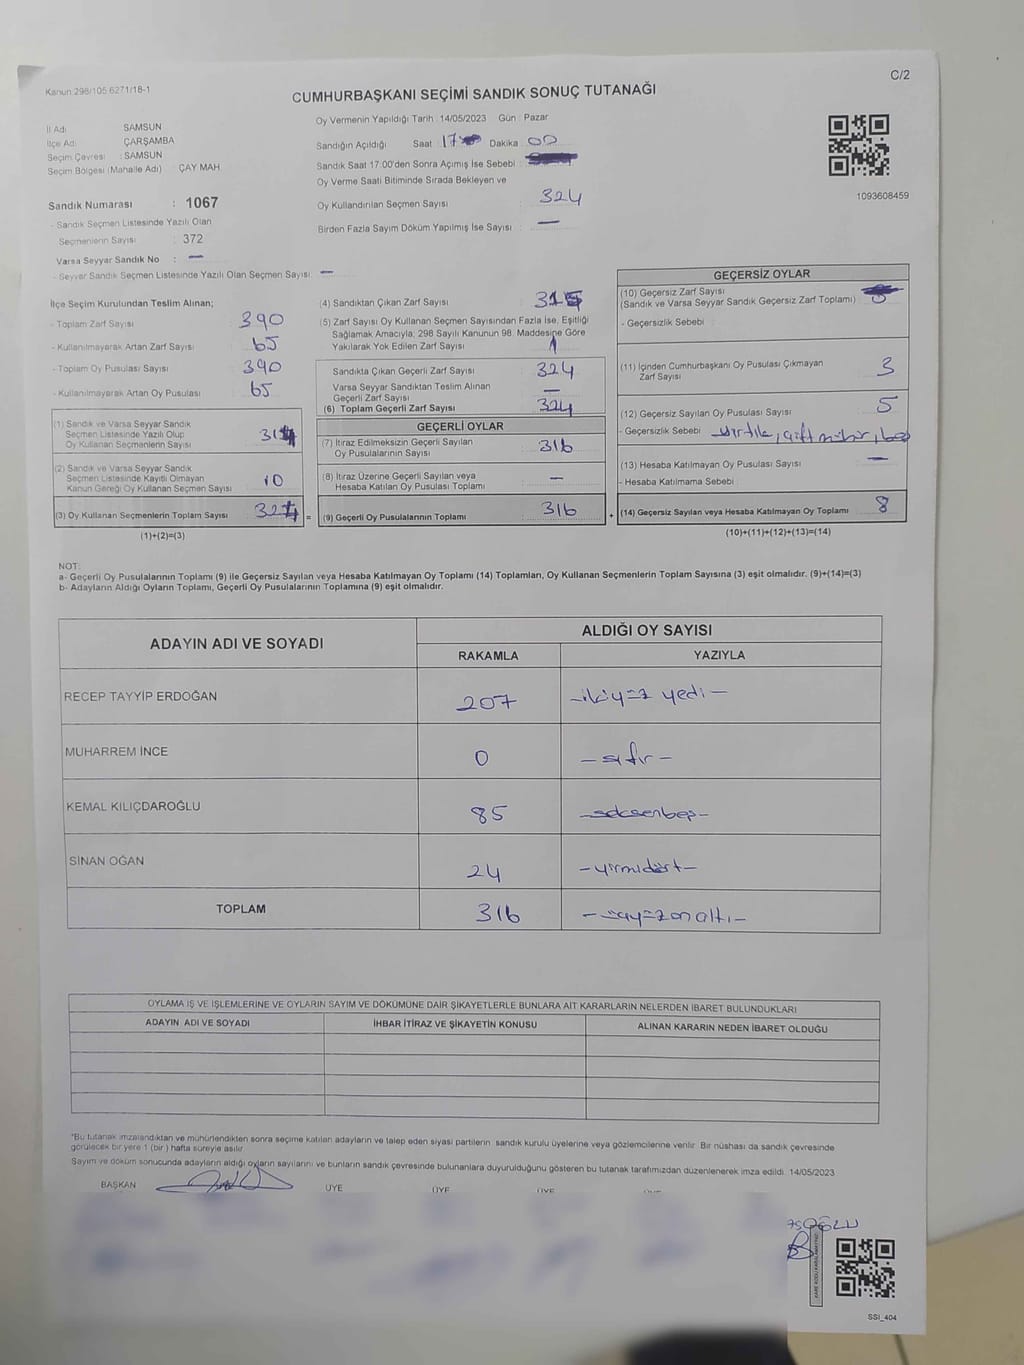 C/2
Kanun 298/105 6271/18-1
CUMHURBAŞKANI SEÇİMİ SANDIK SONUÇ TUTANAĞI
İl Adı SAMSUN
İlçe Adı ÇARŞAMBA
Seçim Çevresi : SAMSUN
Seçim Bölgesi (Mahalle Adı) ÇAY MAH.
Sandık Numarası : 1067
- Sandık Seçmen Listesinde Yazılı Olan
Seçmenlerin Sayısı : 372
Varsa Seyyar Sandık No : —
- Seyyar Sandık Seçmen Listesinde Yazılı Olan Seçmen Sayısı : —
Oy Vermenin Yapıldığı Tarih : 14/05/2023 Gün : Pazar
Sandığın Açıldığı Saat : 17 Dakika : 00
Sandık Saat 17.00'den Sonra Açılmış İse Sebebi :
Oy Verme Saati Bitiminde Sırada Bekleyen ve
Oy Kullandırılan Seçmen Sayısı : 324
Birden Fazla Sayım Döküm Yapılmış İse Sayısı : —
1093608459
İlçe Seçim Kurulundan Teslim Alınan;
- Toplam Zarf Sayısı : 390
- Kullanılmayarak Artan Zarf Sayısı : 65
- Toplam Oy Pusulası Sayısı : 390
- Kullanılmayarak Artan Oy Pusulası : 65
(1) Sandık ve Varsa Seyyar Sandık
Seçmen Listesinde Yazılı Olup
Oy Kullanan Seçmenlerin Sayısı :
(2) Sandık ve Varsa Seyyar Sandık
Seçmen Listesinde Kayıtlı Olmayan
Kanun Gereği Oy Kullanan Seçmen Sayısı : 10
(3) Oy Kullanan Seçmenlerin Toplam Sayısı : 324 =
(1)+(2)=(3)
(4) Sandıktan Çıkan Zarf Sayısı :
(5) Zarf Sayısı Oy Kullanan Seçmen Sayısından Fazla İse, Eşitliği
Sağlamak Amacıyla; 298 Sayılı Kanunun 98. Maddesine Göre
Yakılarak Yok Edilen Zarf Sayısı : 1
Sandıkta Çıkan Geçerli Zarf Sayısı : 324
Varsa Seyyar Sandıktan Teslim Alınan
Geçerli Zarf Sayısı : —
(6) Toplam Geçerli Zarf Sayısı : 324
GEÇERLİ OYLAR
(7) İtiraz Edilmeksizin Geçerli Sayılan
Oy Pusulalarının Sayısı : 316
(8) İtiraz Üzerine Geçerli Sayılan veya
Hesaba Katılan Oy Pusulası Toplamı : —
(9) Geçerli Oy Pusulalarının Toplamı : 316 +
GEÇERSİZ OYLAR
(10) Geçersiz Zarf Sayısı
(Sandık ve Varsa Seyyar Sandık Geçersiz Zarf Toplamı) :
- Geçersizlik Sebebi :
(11) İçinden Cumhurbaşkanı Oy Pusulası Çıkmayan
Zarf Sayısı : 3
(12) Geçersiz Sayılan Oy Pusulası Sayısı : 5
- Geçersizlik Sebebi : yırtık, çift mühür, boş
(13) Hesaba Katılmayan Oy Pusulası Sayısı : —
- Hesaba Katılmama Sebebi :
(14) Geçersiz Sayılan veya Hesaba Katılmayan Oy Toplamı : 8
(10)+(11)+(12)+(13)=(14)
NOT:
a- Geçerli Oy Pusulalarının Toplamı (9) ile Geçersiz Sayılan veya Hesaba Katılmayan Oy Toplamı (14) Toplamları, Oy Kullanan Seçmenlerin Toplam Sayısına (3) eşit olmalıdır. (9)+(14)=(3)
b- Adayların Aldığı Oyların Toplamı, Geçerli Oy Pusulalarının Toplamına (9) eşit olmalıdır.
ADAYIN ADI VE SOYADI ALDIĞI OY SAYISI
RAKAMLA YAZIYLA
RECEP TAYYİP ERDOĞAN 207 -ikiyüz yedi-
MUHARREM İNCE 0 -sıfır-
KEMAL KILIÇDAROĞLU 85 -seksenbeş-
SİNAN OĞAN 24 -yirmidört-
TOPLAM 316 -üçyüzonaltı-
OYLAMA İŞ VE İŞLEMLERİNE VE OYLARIN SAYIM VE DÖKÜMÜNE DAİR ŞİKAYETLERLE BUNLARA AİT KARARLARIN NELERDEN İBARET BULUNDUKLARI
ADAYIN ADI VE SOYADI İHBAR İTİRAZ VE ŞİKAYETİN KONUSU ALINAN KARARIN NEDEN İBARET OLDUĞU
*Bu tutanak imzalandıktan ve mühürlendikten sonra seçime katılan adayların ve talep eden siyasi partilerin sandık kurulu üyelerine veya gözlemcilerine verilir. Bir nüshası da sandık çevresinde
görülecek bir yere 1 (bir) hafta süreyle asılır.
Sayım ve döküm sonucunda adayların aldığı oyların sayılarını ve bunların sandık çevresinde bulunanlara duyurulduğunu gösteren bu tutanak tarafımızdan düzenlenerek imza edildi. 14/05/2023
BAŞKAN ÜYE ÜYE ÜYE ÜYE
SSI_404